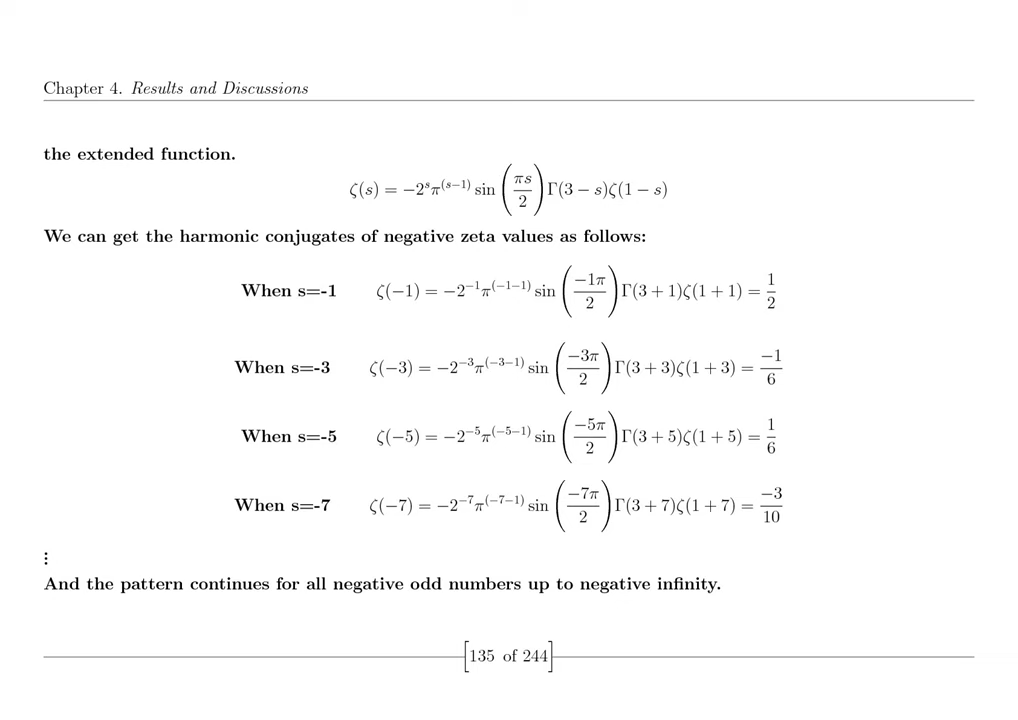 Chapter 4. Results and Discussions
the extended function.
ζ(s) = −2^s π^(s−1) sin(πs/2) Γ(3 − s)ζ(1 − s)
We can get the harmonic conjugates of negative zeta values as follows:
When s=-1 ζ(−1) = −2^−1 π^(−1−1) sin(−1π/2) Γ(3 + 1)ζ(1 + 1) = 1/2
When s=-3 ζ(−3) = −2^−3 π^(−3−1) sin(−3π/2) Γ(3 + 3)ζ(1 + 3) = −1/6
When s=-5 ζ(−5) = −2^−5 π^(−5−1) sin(−5π/2) Γ(3 + 5)ζ(1 + 5) = 1/6
When s=-7 ζ(−7) = −2^−7 π^(−7−1) sin(−7π/2) Γ(3 + 7)ζ(1 + 7) = −3/10
⋮
And the pattern continues for all negative odd numbers up to negative infinity.
[135 of 244]